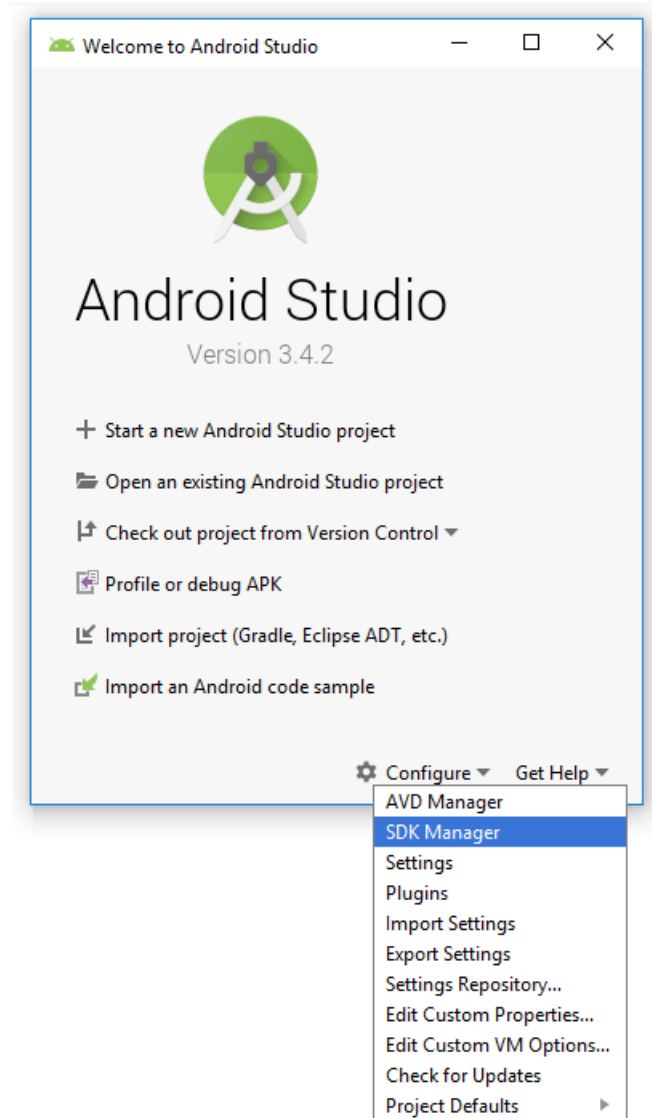 Welcome to Android Studio
Android Studio
Version 3.4.2
Start a new Android Studio project
Open an existing Android Studio project
Check out project from Version Control
Profile or debug APK
Import project (Gradle, Eclipse ADT, etc.)
Import an Android code sample
Configure Get Help
AVD Manager
SDK Manager
Settings
Plugins
Import Settings
Export Settings
Settings Repository...
Edit Custom Properties...
Edit Custom VM Options...
Check for Updates
Project Defaults